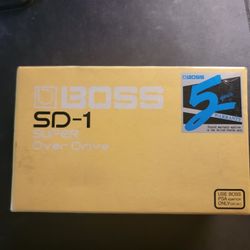 BOSS
SD-1
SUPER
Over Drive
BOSS
5
WARRANTY
USE BOSS
PSA ADAPTOR
ONLY